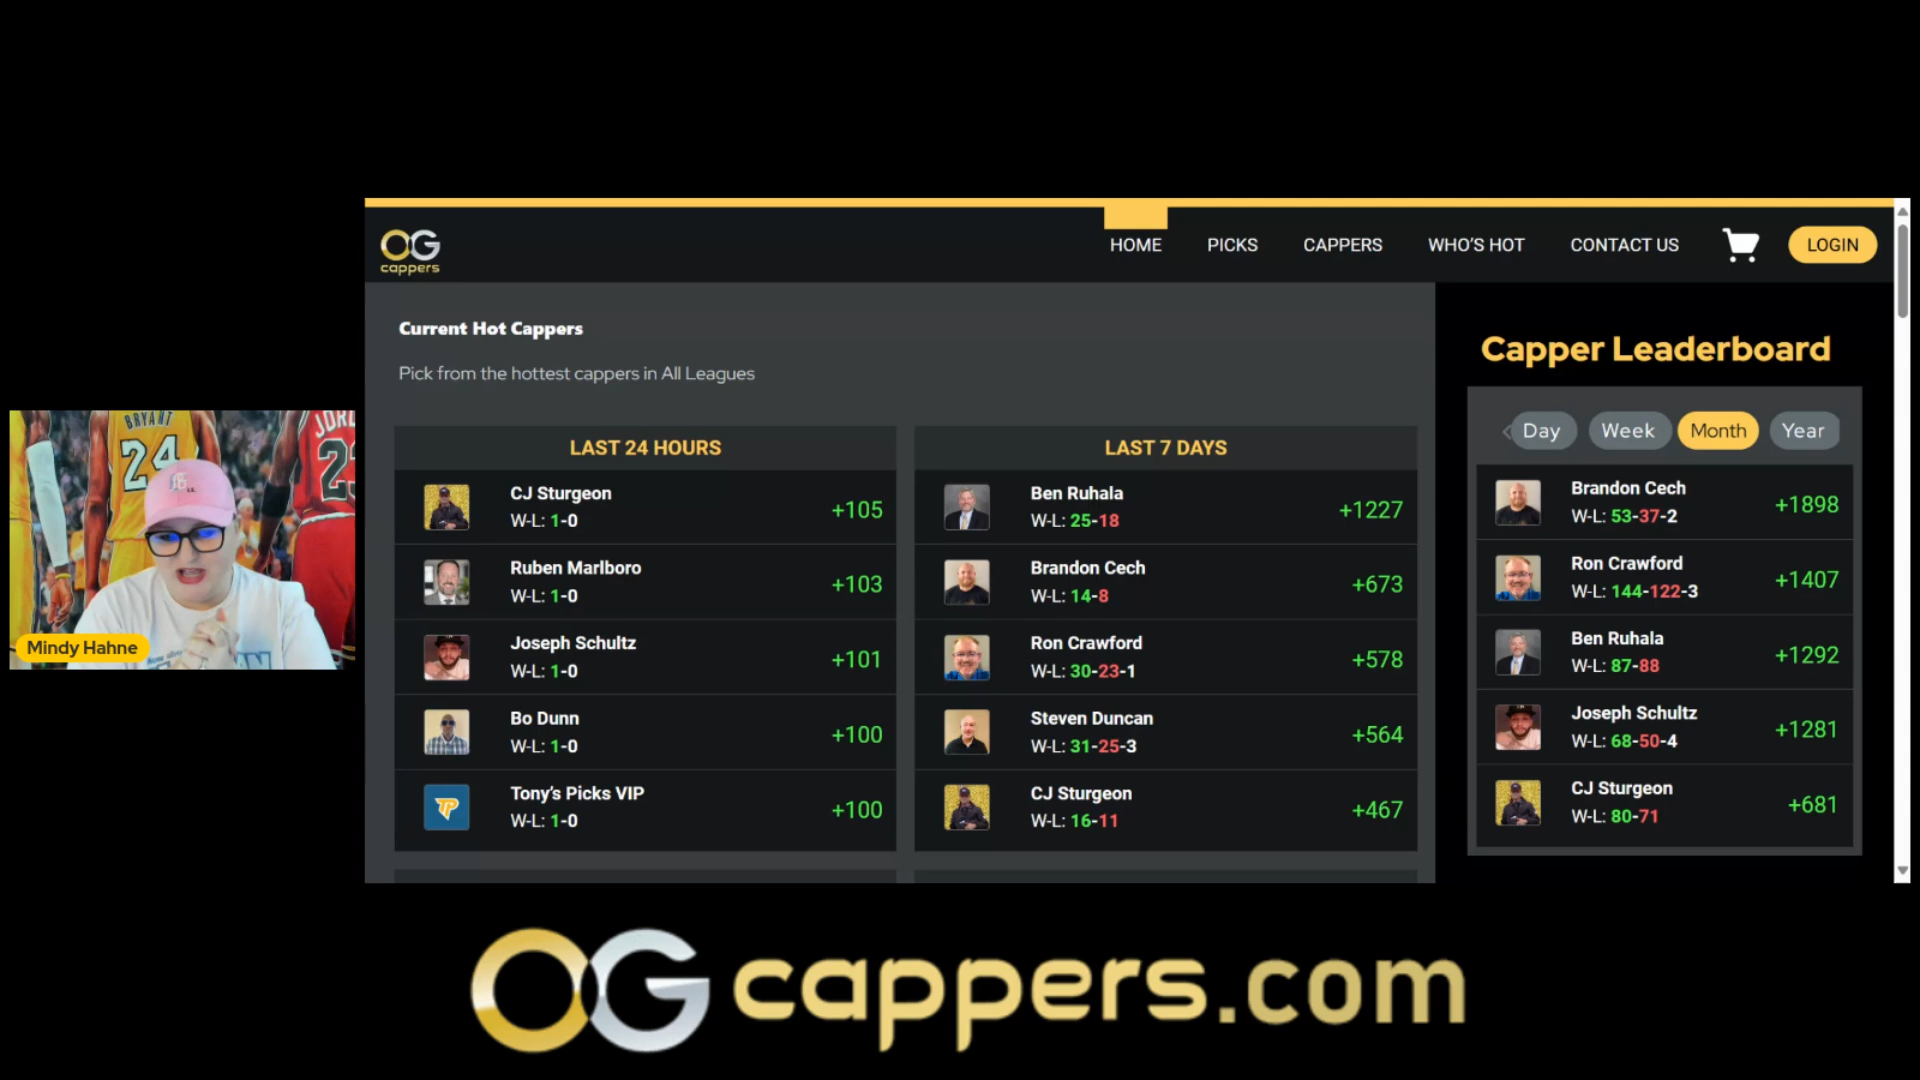 OG
cappers
HOME
PICKS
CAPPERS
WHO'S HOT
CONTACT US
LOGIN
Current Hot Cappers
Pick from the hottest cappers in All Leagues
LAST 24 HOURS
CJ Sturgeon
W-L: 1-0
+105
Ruben Marlboro
W-L: 1-0
+103
Joseph Schultz
W-L: 1-0
+101
Bo Dunn
W-L: 1-0
+100
TP
Tony's Picks VIP
W-L: 1-0
+100
LAST 7 DAYS
Ben Ruhala
W-L: 25-18
+1227
Brandon Cech
W-L: 14-8
+673
Ron Crawford
W-L: 30-23-1
+578
Steven Duncan
W-L: 31-25-3
+564
CJ Sturgeon
W-L: 16-11
+467
Capper Leaderboard
Day
Week
Month
Year
Brandon Cech
W-L: 53-37-2
+1898
Ron Crawford
W-L: 144-122-3
+1407
Ben Ruhala
W-L: 87-88
+1292
Joseph Schultz
W-L: 68-50-4
+1281
CJ Sturgeon
W-L: 80-71
+681
BRYANT
24
23
Mindy Hahne
OGcappers.com